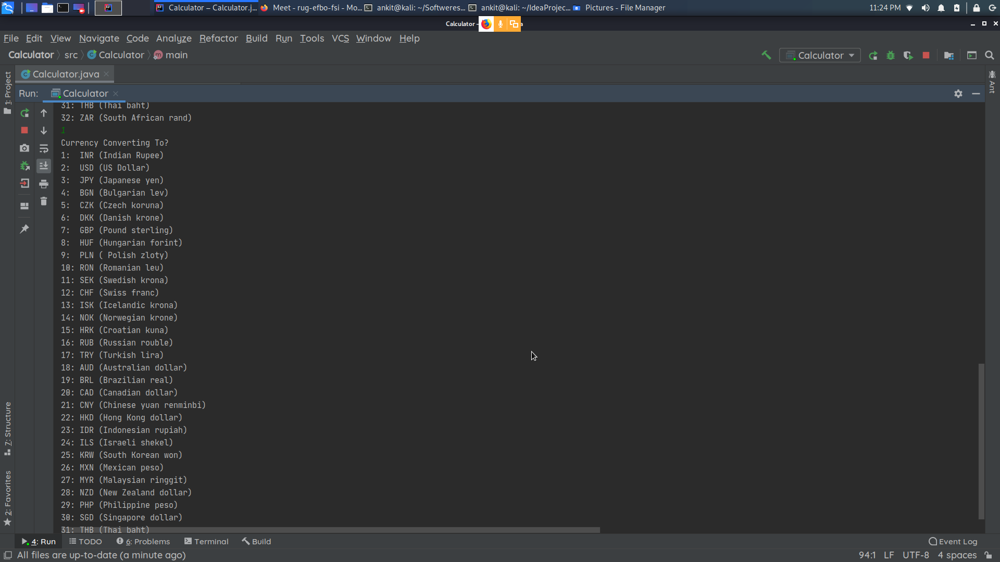 Calculator – Calculator.j...
Meet - rug-efbo-fsi - Mo...
ankit@kali: ~/Softweres...
ankit@kali: ~/IdeaProjec...
Pictures - File Manager
11:24 PM
Calculator -
a
File Edit View Navigate Code Analyze Refactor Build Run Tools VCS Window Help
Calculator src Calculator main
Calculator
Calculator.java
Run: Calculator
1: Project
Ant
7: Structure
2: Favorites
31: THB (Thai baht)
32: ZAR (South African rand)
1
Currency Converting To?
1:  INR (Indian Rupee)
2:  USD (US Dollar)
3:  JPY (Japanese yen)
4:  BGN (Bulgarian lev)
5:  CZK (Czech koruna)
6:  DKK (Danish krone)
7:  GBP (Pound sterling)
8:  HUF (Hungarian forint)
9:  PLN ( Polish zloty)
10: RON (Romanian leu)
11: SEK (Swedish krona)
12: CHF (Swiss franc)
13: ISK (Icelandic krona)
14: NOK (Norwegian krone)
15: HRK (Croatian kuna)
16: RUB (Russian rouble)
17: TRY (Turkish lira)
18: AUD (Australian dollar)
19: BRL (Brazilian real)
20: CAD (Canadian dollar)
21: CNY (Chinese yuan renminbi)
22: HKD (Hong Kong dollar)
23: IDR (Indonesian rupiah)
24: ILS (Israeli shekel)
25: KRW (South Korean won)
26: MXN (Mexican peso)
27: MYR (Malaysian ringgit)
28: NZD (New Zealand dollar)
29: PHP (Philippine peso)
30: SGD (Singapore dollar)
31: THB (Thai baht)
4: Run TODO 6: Problems Terminal Build Event Log
All files are up-to-date (a minute ago) 94:1 LF UTF-8 4 spaces